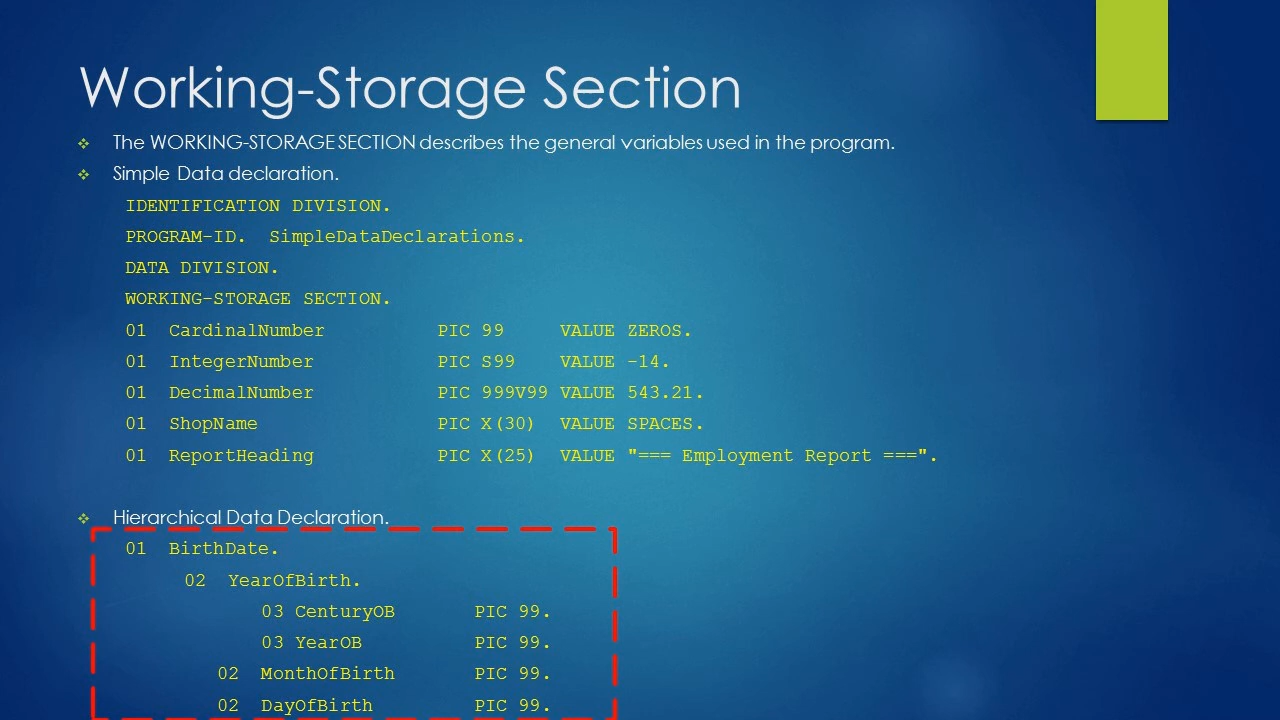 Working-Storage Section
The WORKING-STORAGE SECTION describes the general variables used in the program.
Simple Data declaration.
IDENTIFICATION DIVISION.
PROGRAM-ID.  SimpleDataDeclarations.
DATA DIVISION.
WORKING-STORAGE SECTION.
01  CardinalNumber          PIC 99     VALUE ZEROS.
01  IntegerNumber           PIC S99    VALUE -14.
01  DecimalNumber           PIC 999V99 VALUE 543.21.
01  ShopName                PIC X(30)  VALUE SPACES.
01  ReportHeading           PIC X(25)  VALUE "=== Employment Report ===".
Hierarchical Data Declaration.
01  BirthDate.
02  YearOfBirth.
03 CenturyOB       PIC 99.
03 YearOB          PIC 99.
02  MonthOfBirth       PIC 99.
02  DayOfBirth         PIC 99.